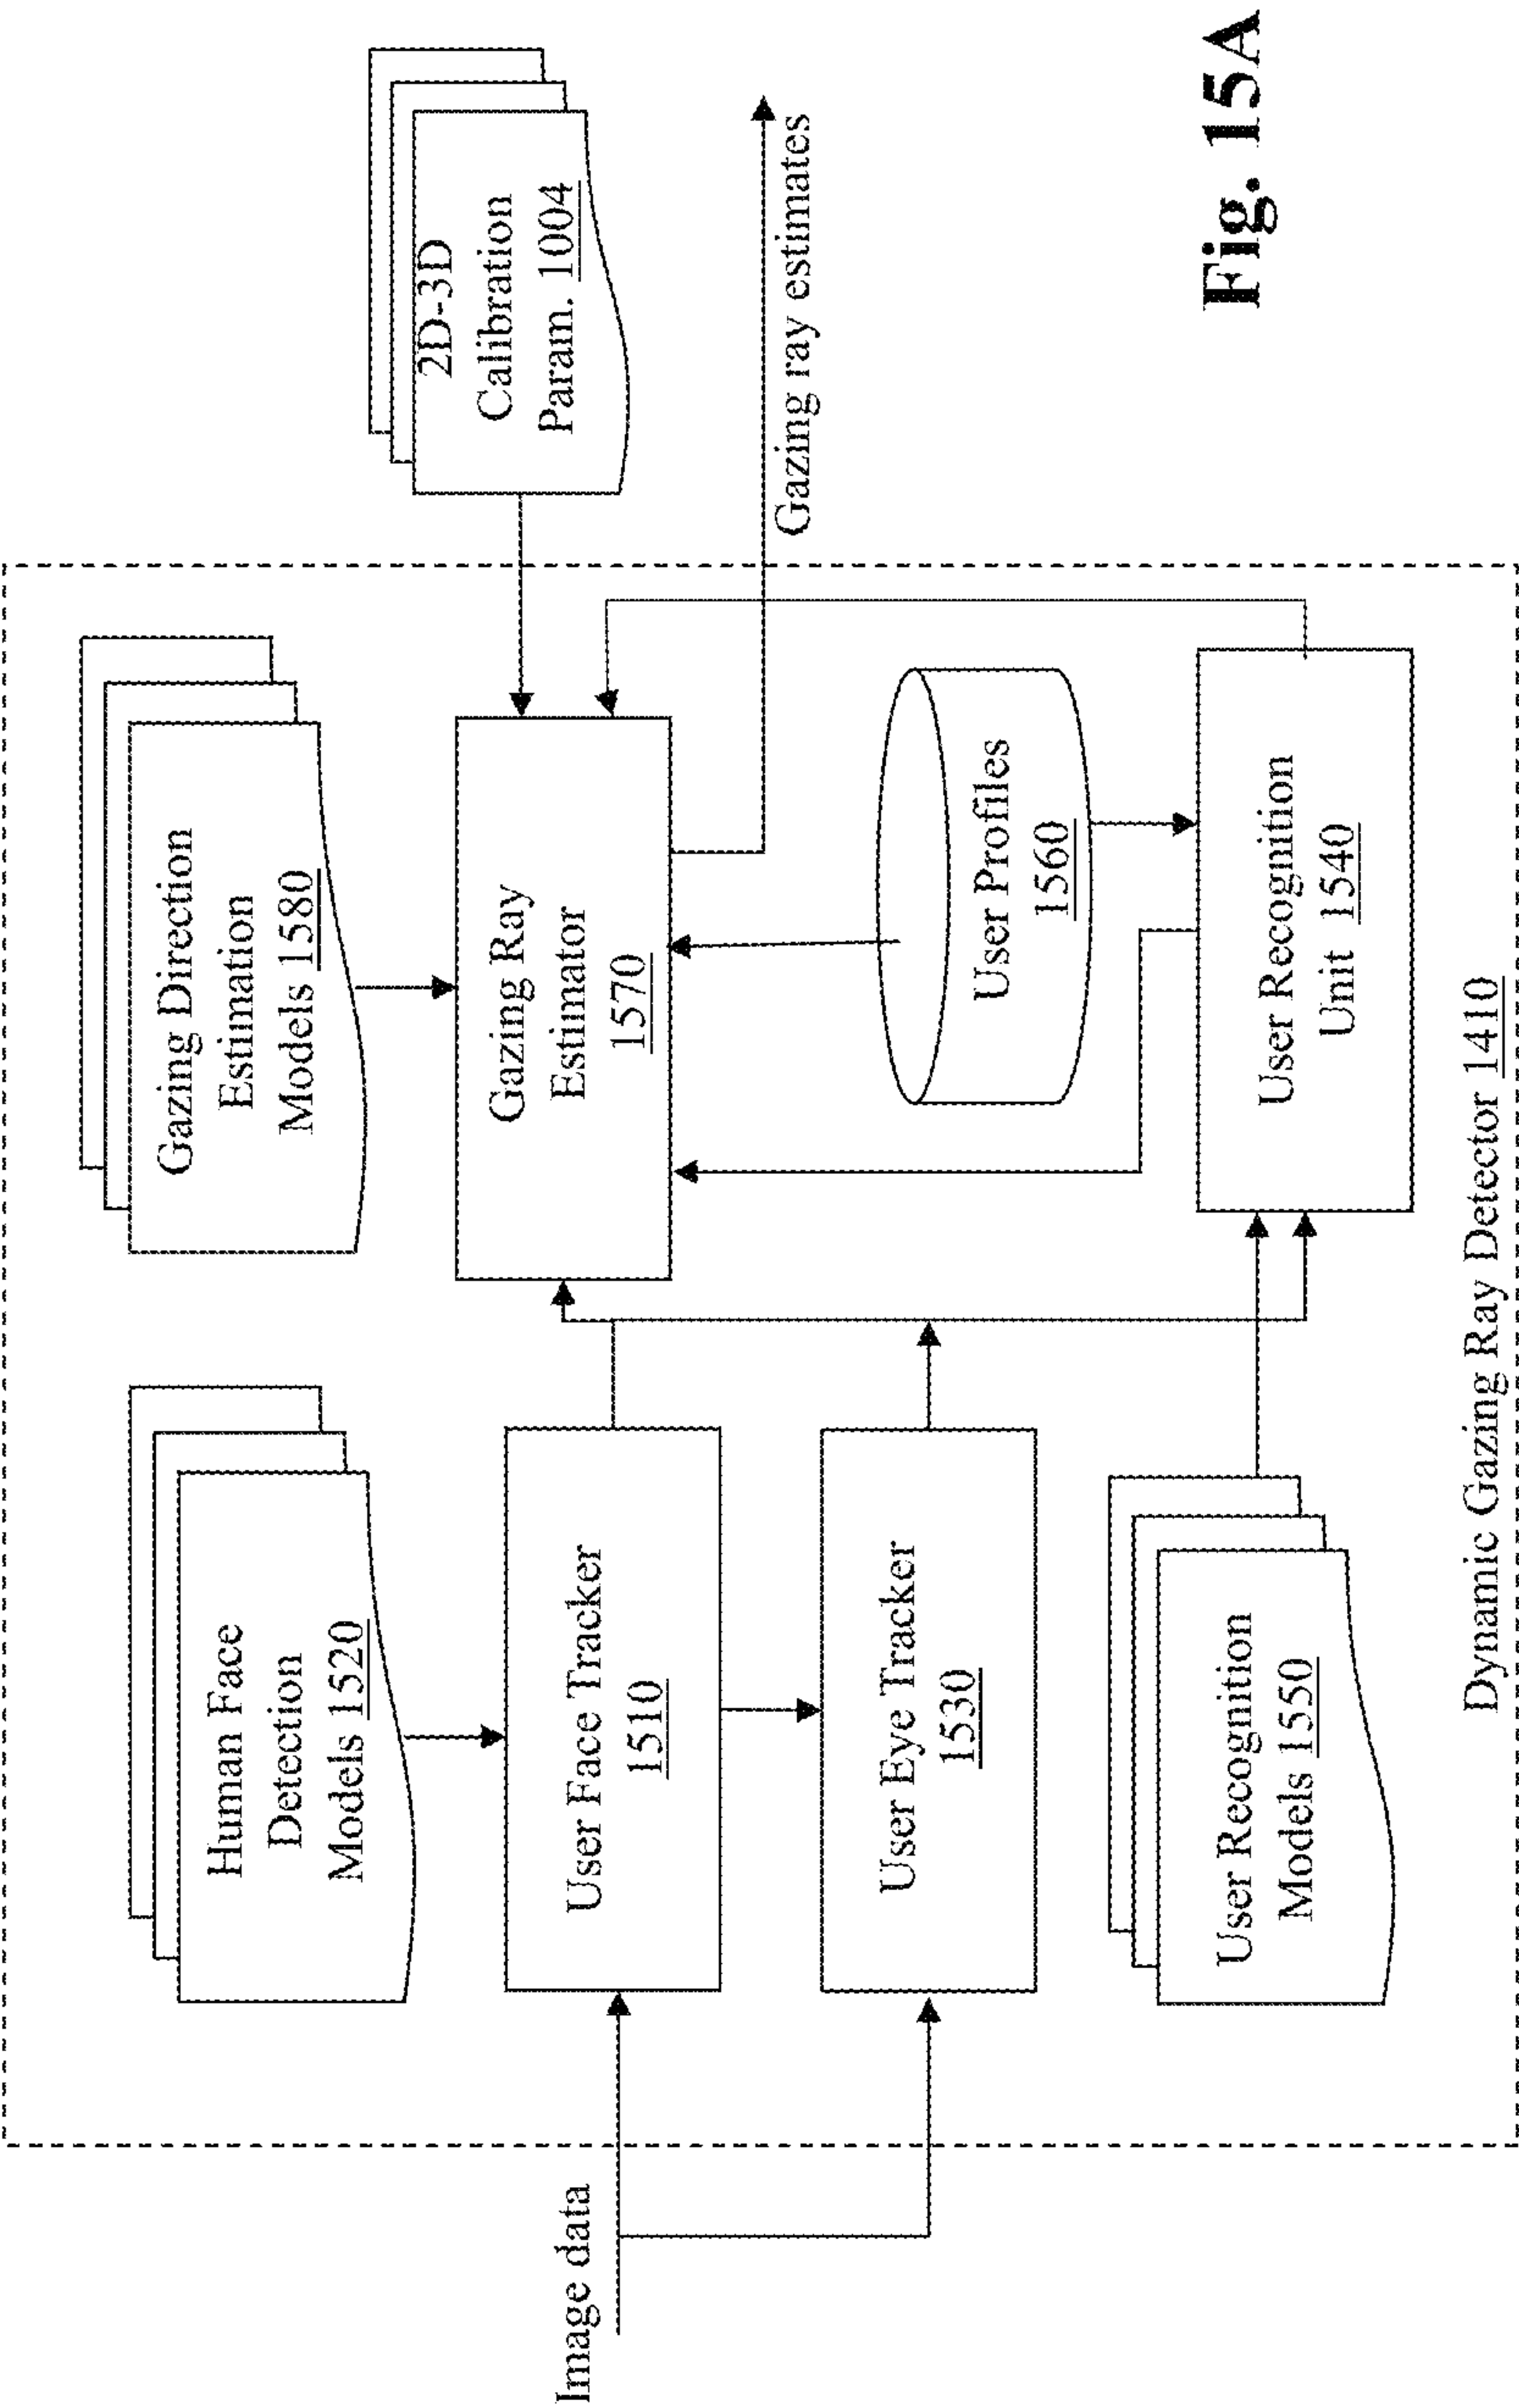 Human Face
Detection
Models 1520
Gazing Direction
Estimation
Models 1580
2D-3D
Calibration
Param. 1004
Image data
User Face Tracker
1510
Gazing Ray
Estimator
1570
Gazing ray estimates
User Eye Tracker
1530
User Profiles
1560
User Recognition
Models 1550
User Recognition
Unit 1540
Dynamic Gazing Ray Detector 1410
Fig. 15A